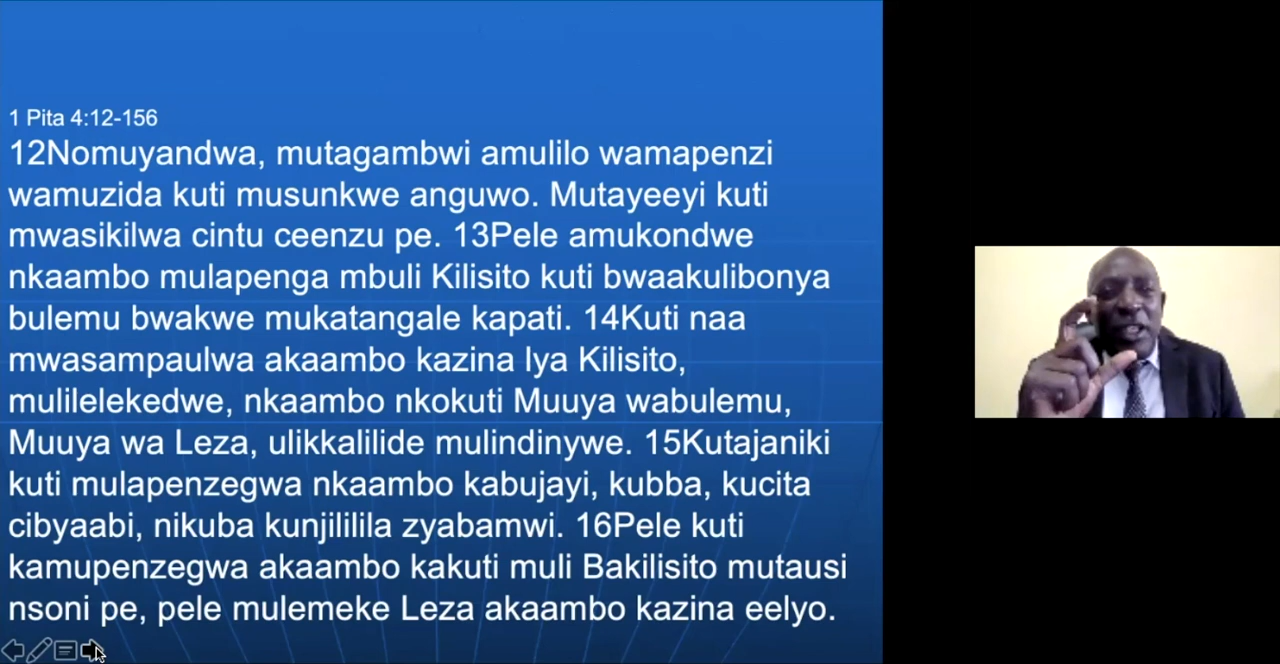 1 Pita 4:12-156
12Nomuyandwa, mutagambwi amulilo wamapenzi
wamuzida kuti musunkwe anguwo. Mutayeeyi kuti
mwasikilwa cintu ceenzu pe. 13Pele amukondwe
nkaambo mulapenga mbuli Kilisito kuti bwaakulibonya
bulemu bwakwe mukatangale kapati. 14Kuti naa
mwasampaulwa akaambo kazina lya Kilisito,
mulilelekedwe, nkaambo nkokuti Muuya wabulemu,
Muuya wa Leza, ulikkalilide mulindinywe. 15Kutajaniki
kuti mulapenzegwa nkaambo kabujayi, kubba, kucita
cibyaabi, nikuba kunjililila zyabamwi. 16Pele kuti
kamupenzegwa akaambo kakuti muli Bakilisito mutausi
nsoni pe, pele mulemeke Leza akaambo kazina eelyo.